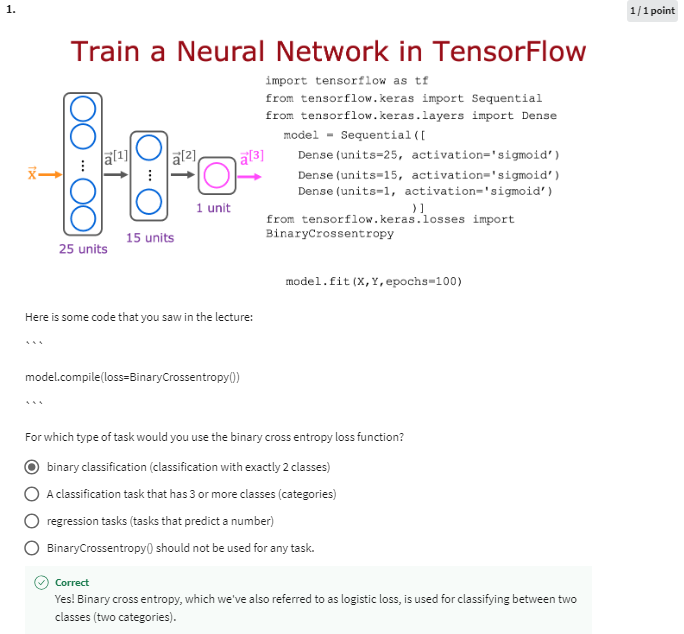 1.
1 / 1 point
Train a Neural Network in TensorFlow
import tensorflow as tf
from tensorflow.keras import Sequential
from tensorflow.keras.layers import Dense
model = Sequential([
Dense(units=25, activation='sigmoid')
Dense(units=15, activation='sigmoid')
Dense(units=1, activation='sigmoid')
)]
from tensorflow.keras.losses import
BinaryCrossentropy
model.fit(X,Y,epochs=100)
x⃗
a⃗[1]
a⃗[2]
a⃗[3]
25 units
15 units
1 unit
Here is some code that you saw in the lecture:
```
model.compile(loss=BinaryCrossentropy())
```
For which type of task would you use the binary cross entropy loss function?
binary classification (classification with exactly 2 classes)
A classification task that has 3 or more classes (categories)
regression tasks (tasks that predict a number)
BinaryCrossentropy() should not be used for any task.
Correct
Yes! Binary cross entropy, which we've also referred to as logistic loss, is used for classifying between two
classes (two categories).